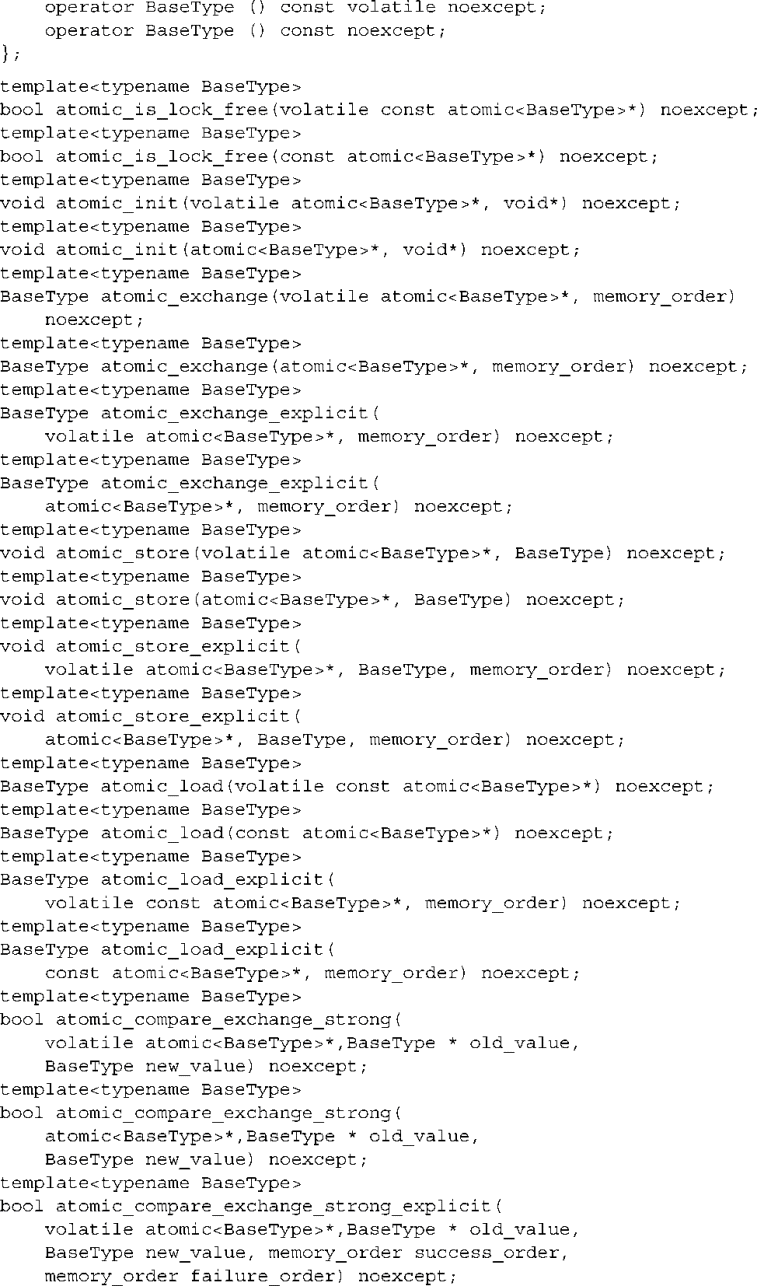 operator BaseType () const volatile noexcept;
    operator BaseType () const noexcept;
};
template<typename BaseType>
bool atomic_is_lock_free(volatile const atomic<BaseType>*) noexcept;
template<typename BaseType>
bool atomic_is_lock_free(const atomic<BaseType>*) noexcept;
template<typename BaseType>
void atomic_init(volatile atomic<BaseType>*, void*) noexcept;
template<typename BaseType>
void atomic_init(atomic<BaseType>*, void*) noexcept;
template<typename BaseType>
BaseType atomic_exchange(volatile atomic<BaseType>*, memory_order)
    noexcept;
template<typename BaseType>
BaseType atomic_exchange(atomic<BaseType>*, memory_order) noexcept;
template<typename BaseType>
BaseType atomic_exchange_explicit(
    volatile atomic<BaseType>*, memory_order) noexcept;
template<typename BaseType>
BaseType atomic_exchange_explicit(
    atomic<BaseType>*, memory_order) noexcept;
template<typename BaseType>
void atomic_store(volatile atomic<BaseType>*, BaseType) noexcept;
template<typename BaseType>
void atomic_store(atomic<BaseType>*, BaseType) noexcept;
template<typename BaseType>
void atomic_store_explicit(
    volatile atomic<BaseType>*, BaseType, memory_order) noexcept;
template<typename BaseType>
void atomic_store_explicit(
    atomic<BaseType>*, BaseType, memory_order) noexcept;
template<typename BaseType>
BaseType atomic_load(volatile const atomic<BaseType>*) noexcept;
template<typename BaseType>
BaseType atomic_load(const atomic<BaseType>*) noexcept;
template<typename BaseType>
BaseType atomic_load_explicit(
    volatile const atomic<BaseType>*, memory_order) noexcept;
template<typename BaseType>
BaseType atomic_load_explicit(
    const atomic<BaseType>*, memory_order) noexcept;
template<typename BaseType>
bool atomic_compare_exchange_strong(
    volatile atomic<BaseType>*,BaseType * old_value,
    BaseType new_value) noexcept;
template<typename BaseType>
bool atomic_compare_exchange_strong(
    atomic<BaseType>*,BaseType * old_value,
    BaseType new_value) noexcept;
template<typename BaseType>
bool atomic_compare_exchange_strong_explicit(
    volatile atomic<BaseType>*,BaseType * old_value,
    BaseType new_value, memory_order success_order,
    memory_order failure_order) noexcept;